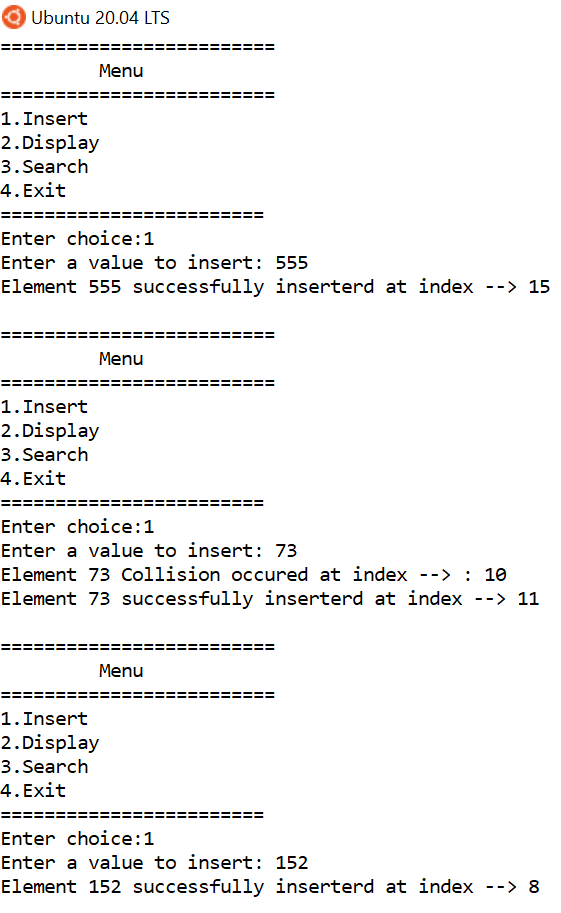 Ubuntu 20.04 LTS
=========================
Menu
=========================
1.Insert
2.Display
3.Search
4.Exit
========================
Enter choice:1
Enter a value to insert: 555
Element 555 successfully inserterd at index --> 15
=========================
Menu
=========================
1.Insert
2.Display
3.Search
4.Exit
========================
Enter choice:1
Enter a value to insert: 73
Element 73 Collision occured at index --> : 10
Element 73 successfully inserterd at index --> 11
=========================
Menu
=========================
1.Insert
2.Display
3.Search
4.Exit
========================
Enter choice:1
Enter a value to insert: 152
Element 152 successfully inserterd at index --> 8